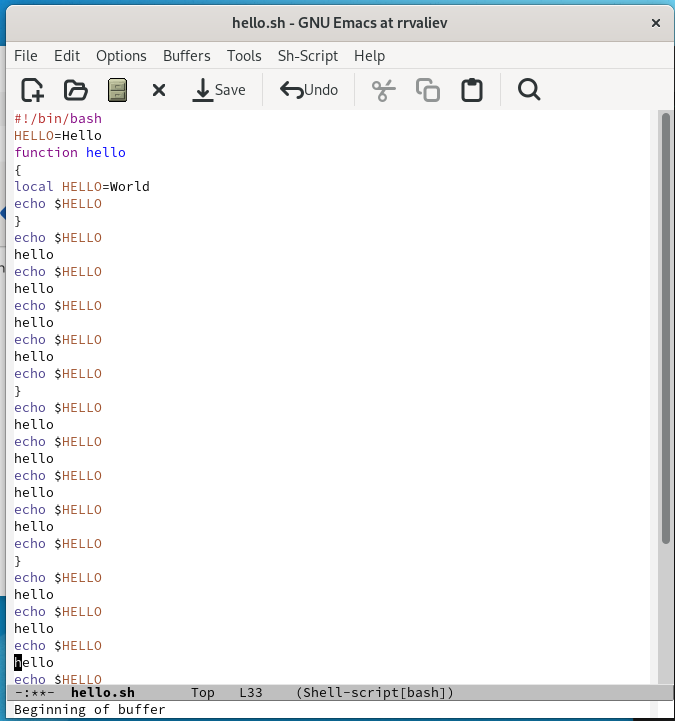 hello.sh - GNU Emacs at rrvaliev
File Edit Options Buffers Tools Sh-Script Help
Save Undo
#!/bin/bash
HELLO=Hello
function hello
{
local HELLO=World
echo $HELLO
}
echo $HELLO
hello
echo $HELLO
hello
echo $HELLO
hello
echo $HELLO
hello
echo $HELLO
}
echo $HELLO
hello
echo $HELLO
hello
echo $HELLO
hello
echo $HELLO
hello
echo $HELLO
}
echo $HELLO
hello
echo $HELLO
hello
echo $HELLO
hello
echo $HELLO
-:**- hello.sh Top L33 (Shell-script[bash])
Beginning of buffer